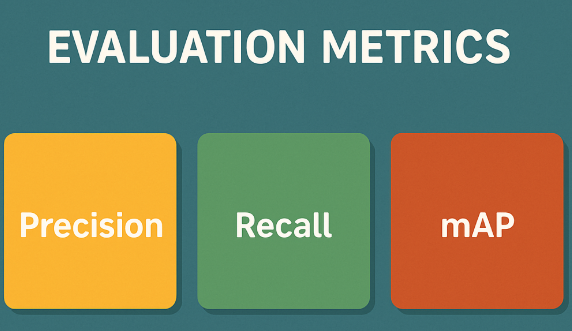 EVALUATION METRICS
Precision
Recall
mAP